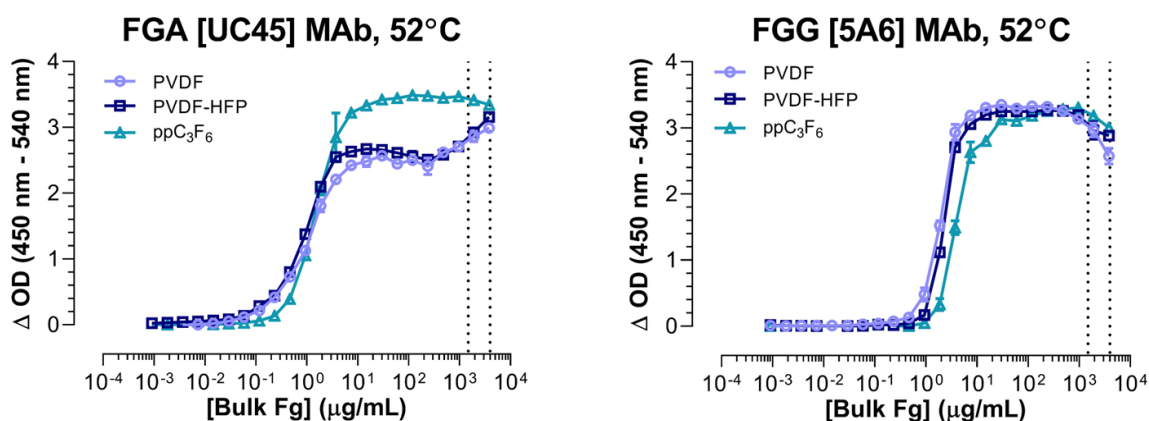 FGA [UC45] MAb, 52°C
Δ OD (450 nm - 540 nm)
4
3
2
1
0
PVDF
PVDF-HFP
ppC₃F₆
10⁻⁴ 10⁻³ 10⁻² 10⁻¹ 10⁰ 10¹ 10² 10³ 10⁴
[Bulk Fg] (μg/mL)
FGG [5A6] MAb, 52°C
Δ OD (450 nm - 540 nm)
4
3
2
1
0
PVDF
PVDF-HFP
ppC₃F₆
10⁻⁴ 10⁻³ 10⁻² 10⁻¹ 10⁰ 10¹ 10² 10³ 10⁴
[Bulk Fg] (μg/mL)